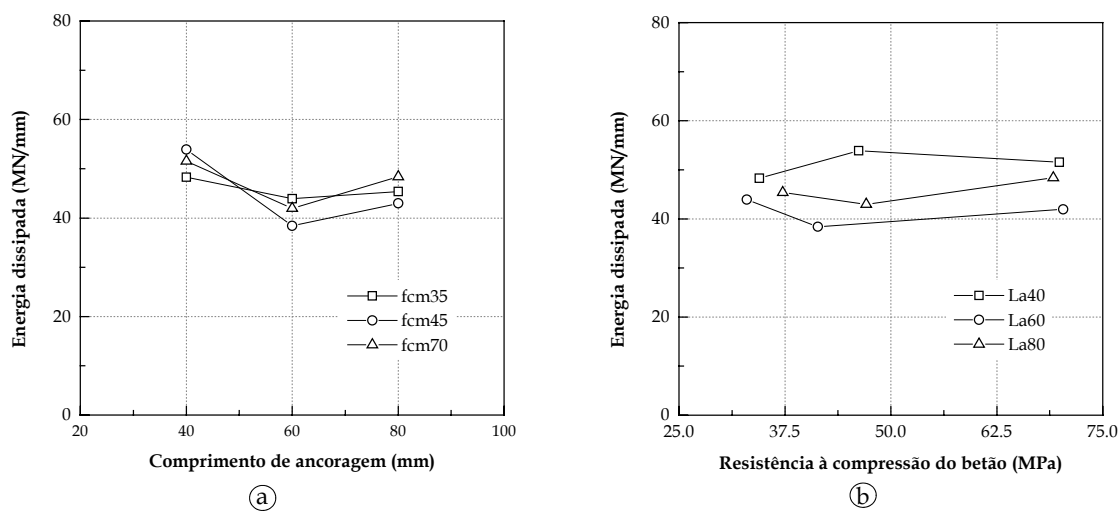 80
60
40
20
0
20
40
60
80
100
Energia dissipada (MN/mm)
Comprimento de ancoragem (mm)
fcm35
fcm45
fcm70
a
80
60
40
20
0
25.0
37.5
50.0
62.5
75.0
Energia dissipada (MN/mm)
Resistência à compressão do betão (MPa)
La40
La60
La80
b